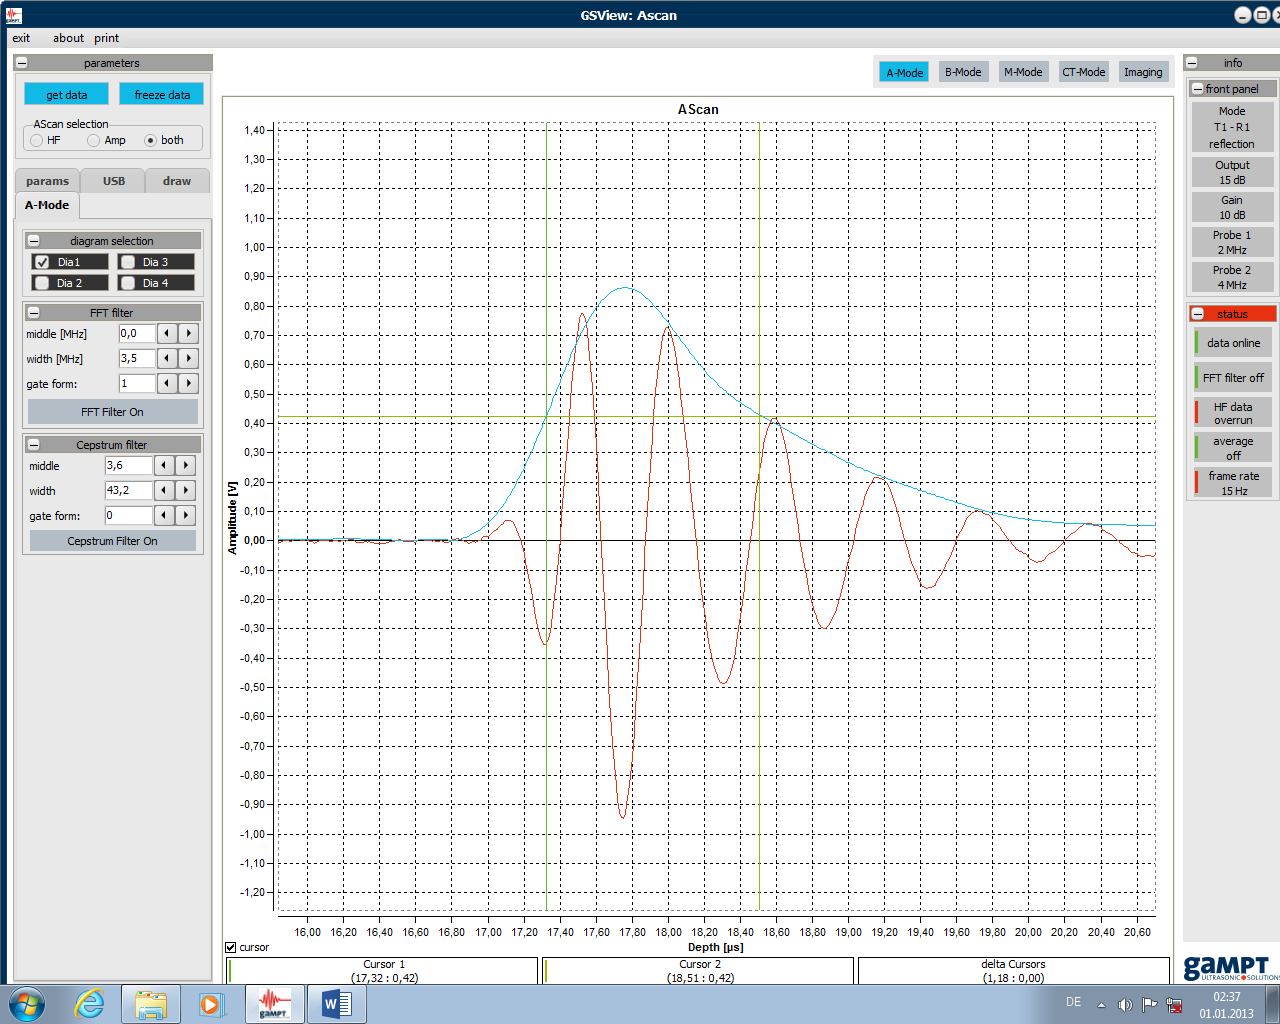 GSView: Ascan
exit about print
parameters
get data freeze data
AScan selection
HF Amp both
params USB draw
A-Mode
diagram selection
Dia1 Dia 3
Dia 2 Dia 4
FFT filter
middle [MHz] 0,0
width [MHz] 3,5
gate form: 1
FFT Filter On
Cepstrum filter
middle 3,6
width 43,2
gate form: 0
Cepstrum Filter On
A-Mode B-Mode M-Mode CT-Mode Imaging
AScan
1,40
1,30
1,20
1,10
1,00
0,90
0,80
0,70
0,60
0,50
0,40
0,30
0,20
0,10
0,00
-0,10
-0,20
-0,30
-0,40
-0,50
-0,60
-0,70
-0,80
-0,90
-1,00
-1,10
-1,20
Amplitude [V]
16,00 16,20 16,40 16,60 16,80 17,00 17,20 17,40 17,60 17,80 18,00 18,20 18,40 18,60 18,80 19,00 19,20 19,40 19,60 19,80 20,00 20,20 20,40 20,60
Depth [µs]
cursor
Cursor 1 Cursor 2 delta Cursors
(17,32 : 0,42) (18,51 : 0,42) (1,18 : 0,00)
info
front panel
Mode
T1 - R1
reflection
Output
15 dB
Gain
10 dB
Probe 1
2 MHz
Probe 2
4 MHz
status
data online
FFT filter off
HF data
overrun
average
off
frame rate
15 Hz
gAMPT
ULTRASONIC SOLUTIONS
gAMPT
DE
02:37
01.01.2013